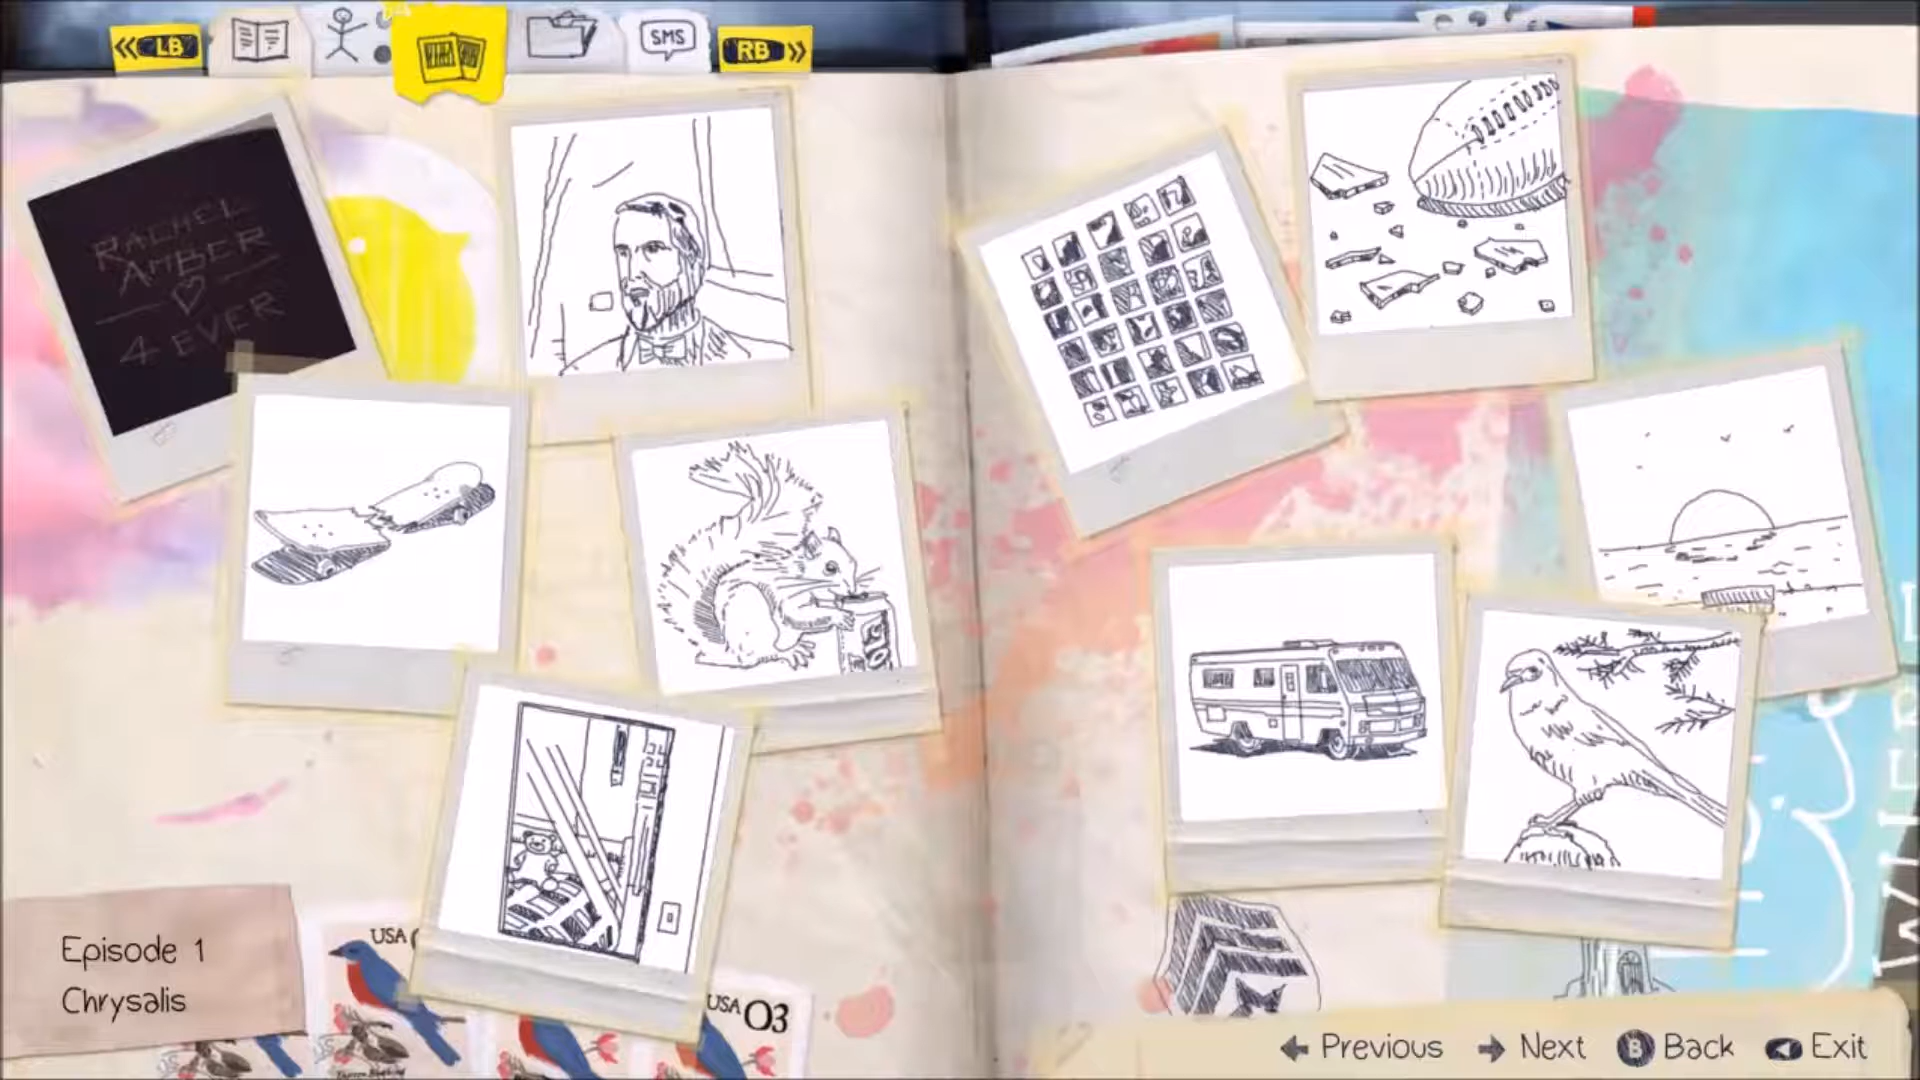 LB
SMS
RB
RACHEL
AMBER
4 EVER
Episode 1
Chrysalis
USA
USA 03
Previous
Next
B
Back
Exit